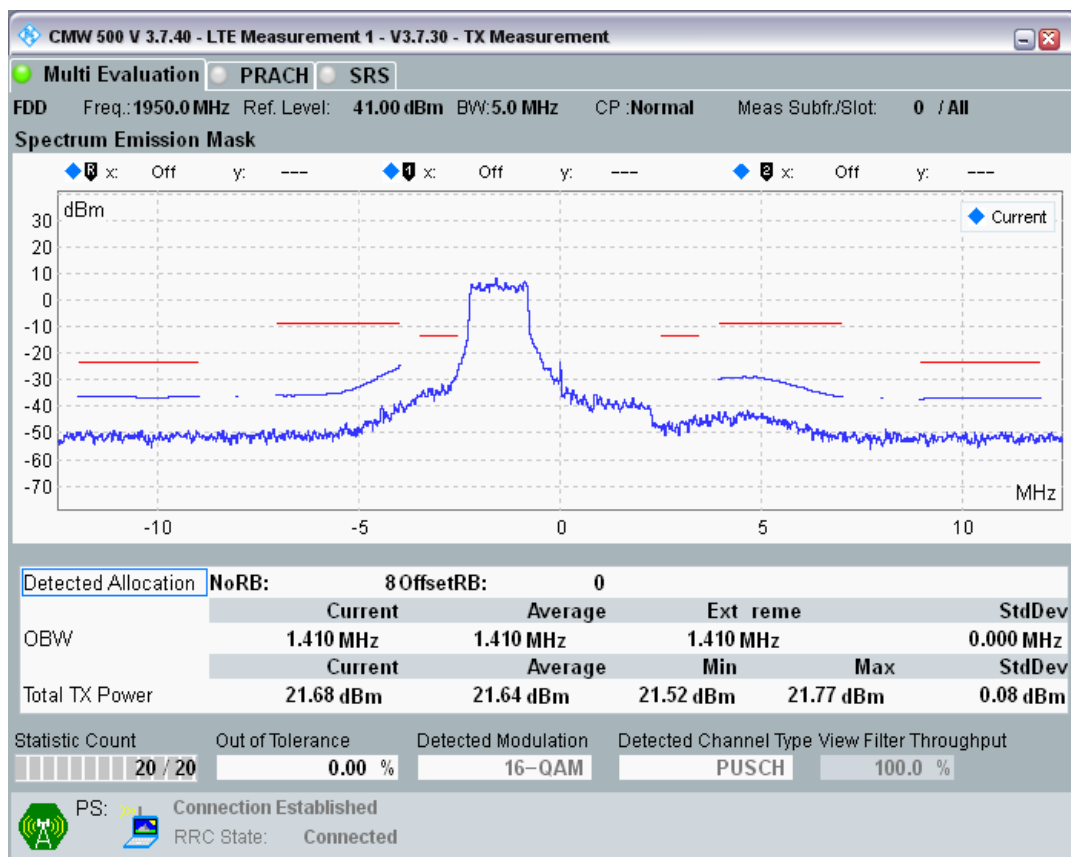 CMW 500 V 3.7.40 - LTE Measurement 1 - V3.7.30 - TX Measurement
Multi Evaluation PRACH SRS
FDD Freq.: 1950.0 MHz Ref. Level: 41.00 dBm BW: 5.0 MHz CP : Normal Meas Subfr./Slot: 0 / All
Spectrum Emission Mask
R x: Off y: --- 1 x: Off y: --- 2 x: Off y: ---
dBm
Current
30
20
10
0
-10
-20
-30
-40
-50
-60
-70
MHz
-10 -5 0 5 10
Detected Allocation NoRB: 8 OffsetRB: 0
Current Average Ext reme StdDev
OBW 1.410 MHz 1.410 MHz 1.410 MHz 0.000 MHz
Current Average Min Max StdDev
Total TX Power 21.68 dBm 21.64 dBm 21.52 dBm 21.77 dBm 0.08 dBm
Statistic Count Out of Tolerance Detected Modulation Detected Channel Type View Filter Throughput
20 / 20 0.00 % 16-QAM PUSCH 100.0 %
PS: Connection Established
RRC State: Connected